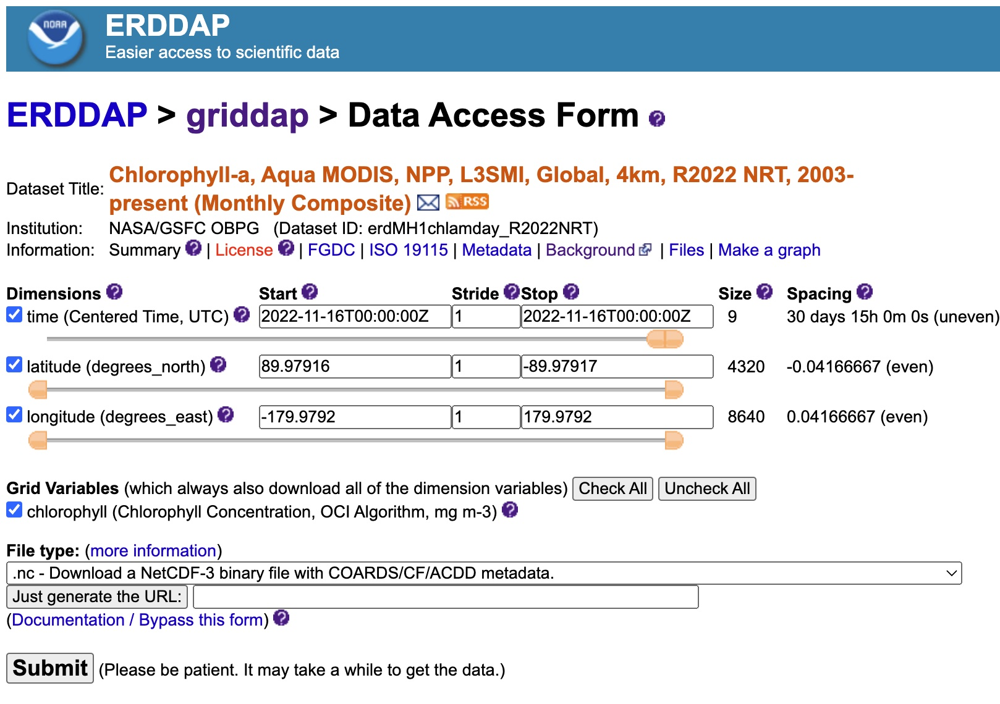 NOAA
ERDDAP
Easier access to scientific data
ERDDAP > griddap > Data Access Form ?
Dataset Title: Chlorophyll-a, Aqua MODIS, NPP, L3SMI, Global, 4km, R2022 NRT, 2003-
present (Monthly Composite) RSS
Institution: NASA/GSFC OBPG (Dataset ID: erdMH1chlamday_R2022NRT)
Information: Summary ? | License ? | FGDC | ISO 19115 | Metadata | Background | Files | Make a graph
Dimensions ? Start ? Stride ? Stop ? Size ? Spacing ?
time (Centered Time, UTC) ? 2022-11-16T00:00:00Z 1 2022-11-16T00:00:00Z 9 30 days 15h 0m 0s (uneven)
latitude (degrees_north) ? 89.97916 1 -89.97917 4320 -0.04166667 (even)
longitude (degrees_east) ? -179.9792 1 179.9792 8640 0.04166667 (even)
Grid Variables (which always also download all of the dimension variables) Check All Uncheck All
chlorophyll (Chlorophyll Concentration, OCI Algorithm, mg m-3) ?
File type: (more information)
.nc - Download a NetCDF-3 binary file with COARDS/CF/ACDD metadata.
Just generate the URL:
(Documentation / Bypass this form) ?
Submit (Please be patient. It may take a while to get the data.)